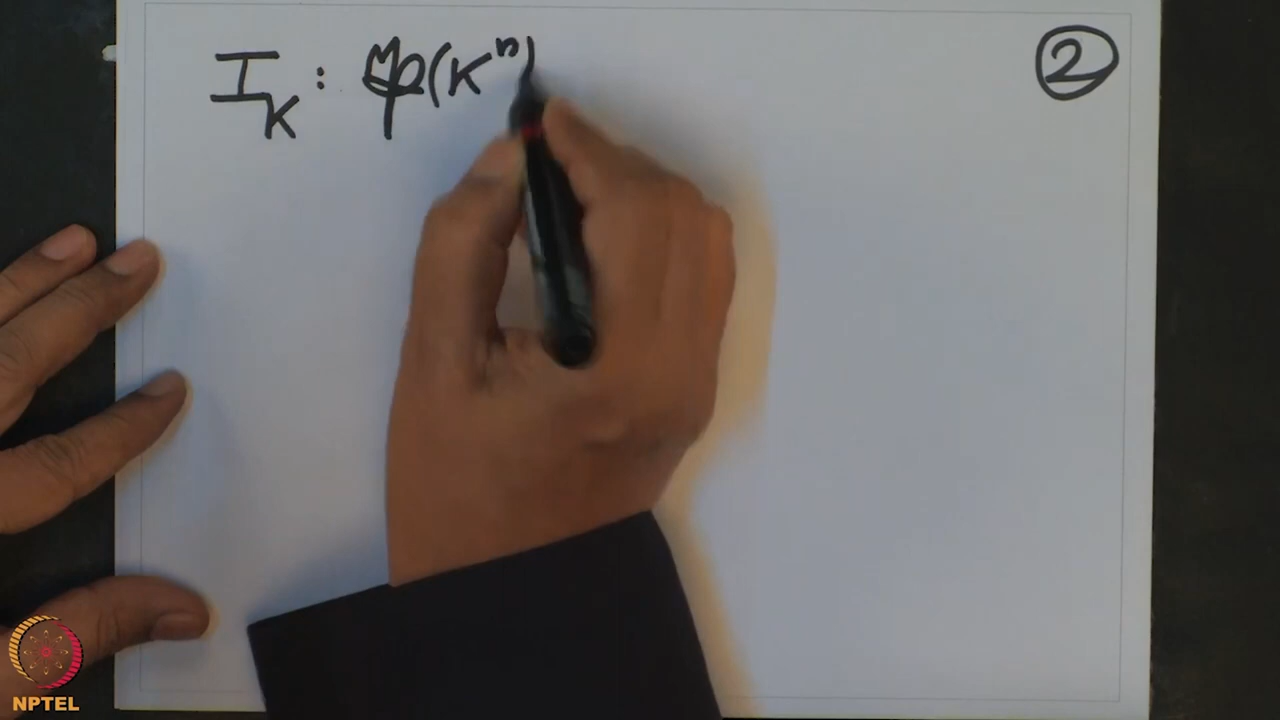 I_K : 𝔓(K^n)
②
NPTEL